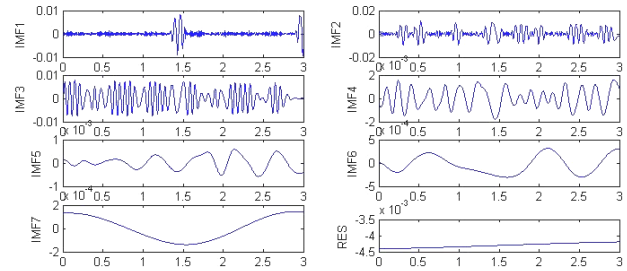 0.01 0 -0.01 IMF1 0 0.5 1 1.5 2 2.5 3
0.02 0 -0.02 IMF2 0 0.5 1 1.5 2 2.5 3
0.01 0 -0.01 IMF3 0 0.5 1 1.5 2 2.5 3
x 10^-3 2 0 -2 IMF4 0 0.5 1 1.5 2 2.5 3
x 10^-3 1 0 -1 IMF5 0 0.5 1 1.5 2 2.5 3
x 10^-4 5 0 -5 IMF6 0 0.5 1 1.5 2 2.5 3
x 10^-4 2 0 -2 IMF7 0 0.5 1 1.5 2 2.5 3
x 10^-3 -3.5 -4 -4.5 RES 0 0.5 1 1.5 2 2.5 3